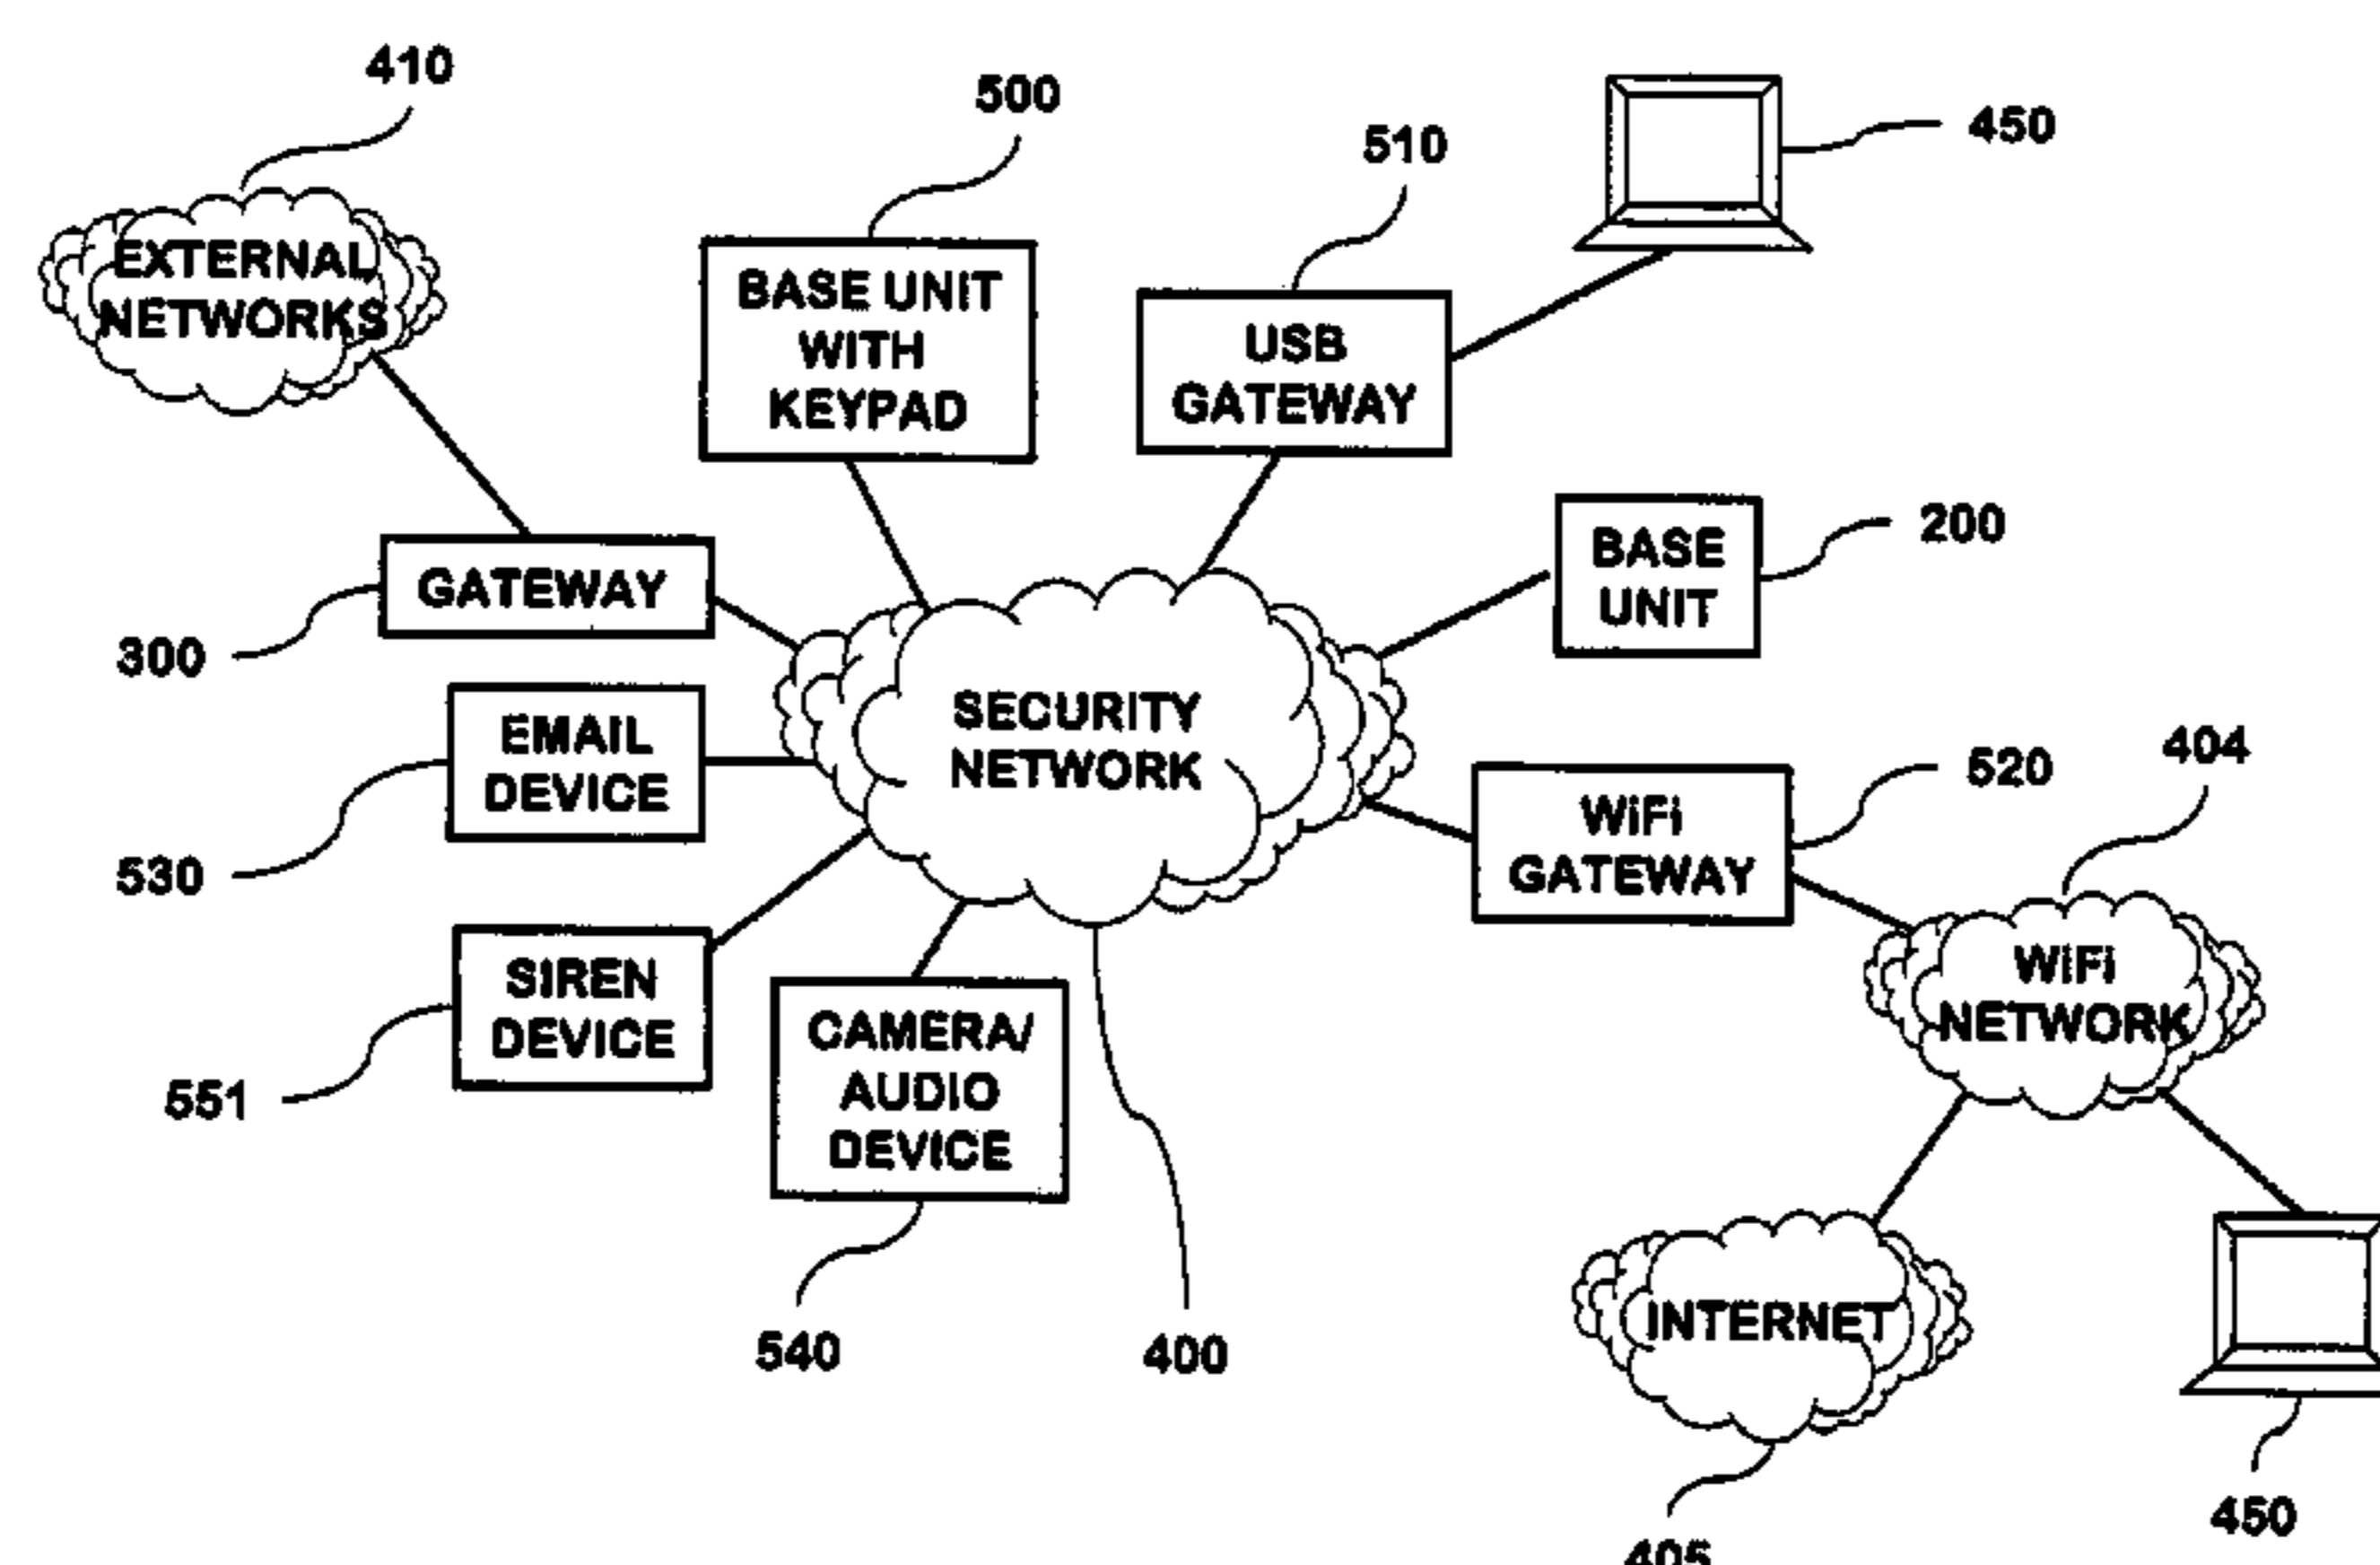 410
500
510
450
EXTERNAL
NETWORKS
BASE UNIT
WITH
KEYPAD
USB
GATEWAY
200
BASE
UNIT
GATEWAY
300
SECURITY
NETWORK
EMAIL
DEVICE
530
404
520
WiFi
GATEWAY
SIREN
DEVICE
551
CAMERA/
AUDIO
DEVICE
WiFi
NETWORK
540
400
INTERNET
450
405